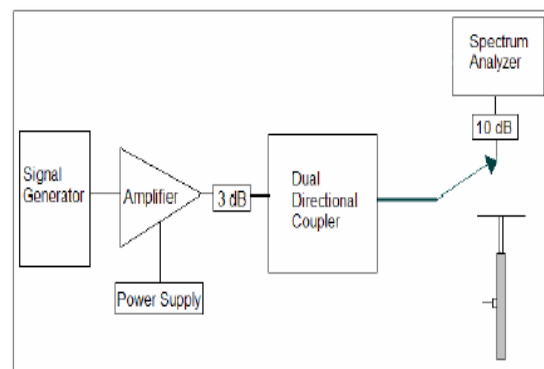 Spectrum
Analyzer
10 dB
Signal
Generator
Amplifier
3 dB
Dual
Directional
Coupler
Power Supply